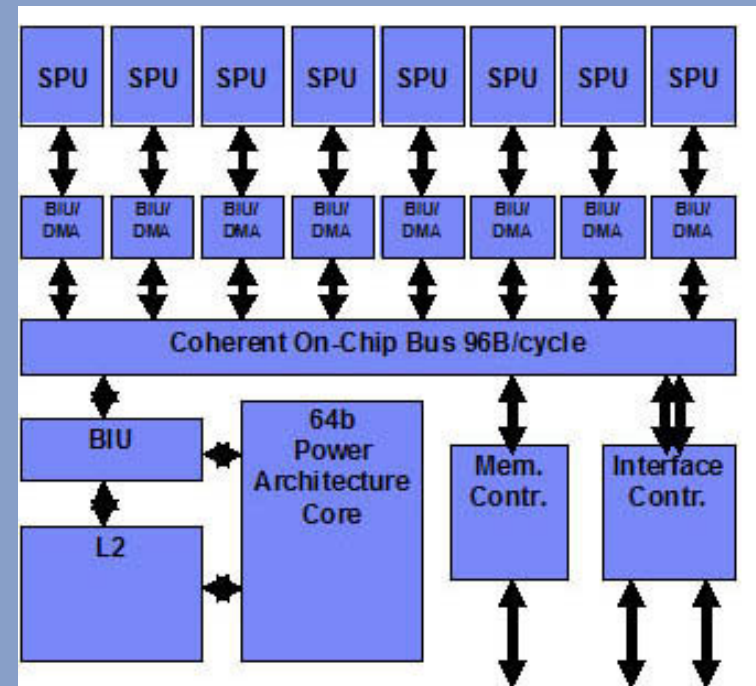 SPU SPU SPU SPU SPU SPU SPU SPU
BIU/ BIU/ BIU/ BIU/ BIU/ BIU/ BIU/ BIU/
DMA DMA DMA DMA DMA DMA DMA DMA
Coherent On-Chip Bus 96B/cycle
BIU
L2
64b
Power
Architecture
Core
Mem.
Contr.
Interface
Contr.